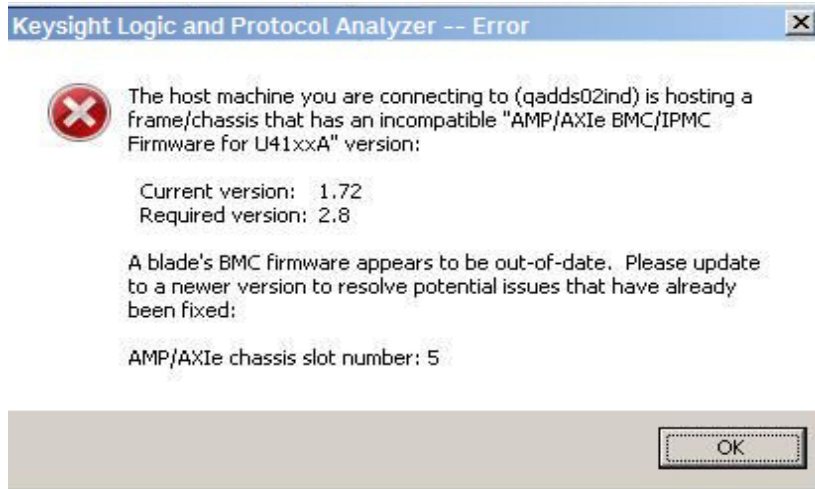 Keysight Logic and Protocol Analyzer -- Error
The host machine you are connecting to (qadds02ind) is hosting a
frame/chassis that has an incompatible "AMP/AXIe BMC/IPMC
Firmware for U41xxA" version:
Current version: 1.72
Required version: 2.8
A blade's BMC firmware appears to be out-of-date. Please update
to a newer version to resolve potential issues that have already
been fixed:
AMP/AXIe chassis slot number: 5
OK